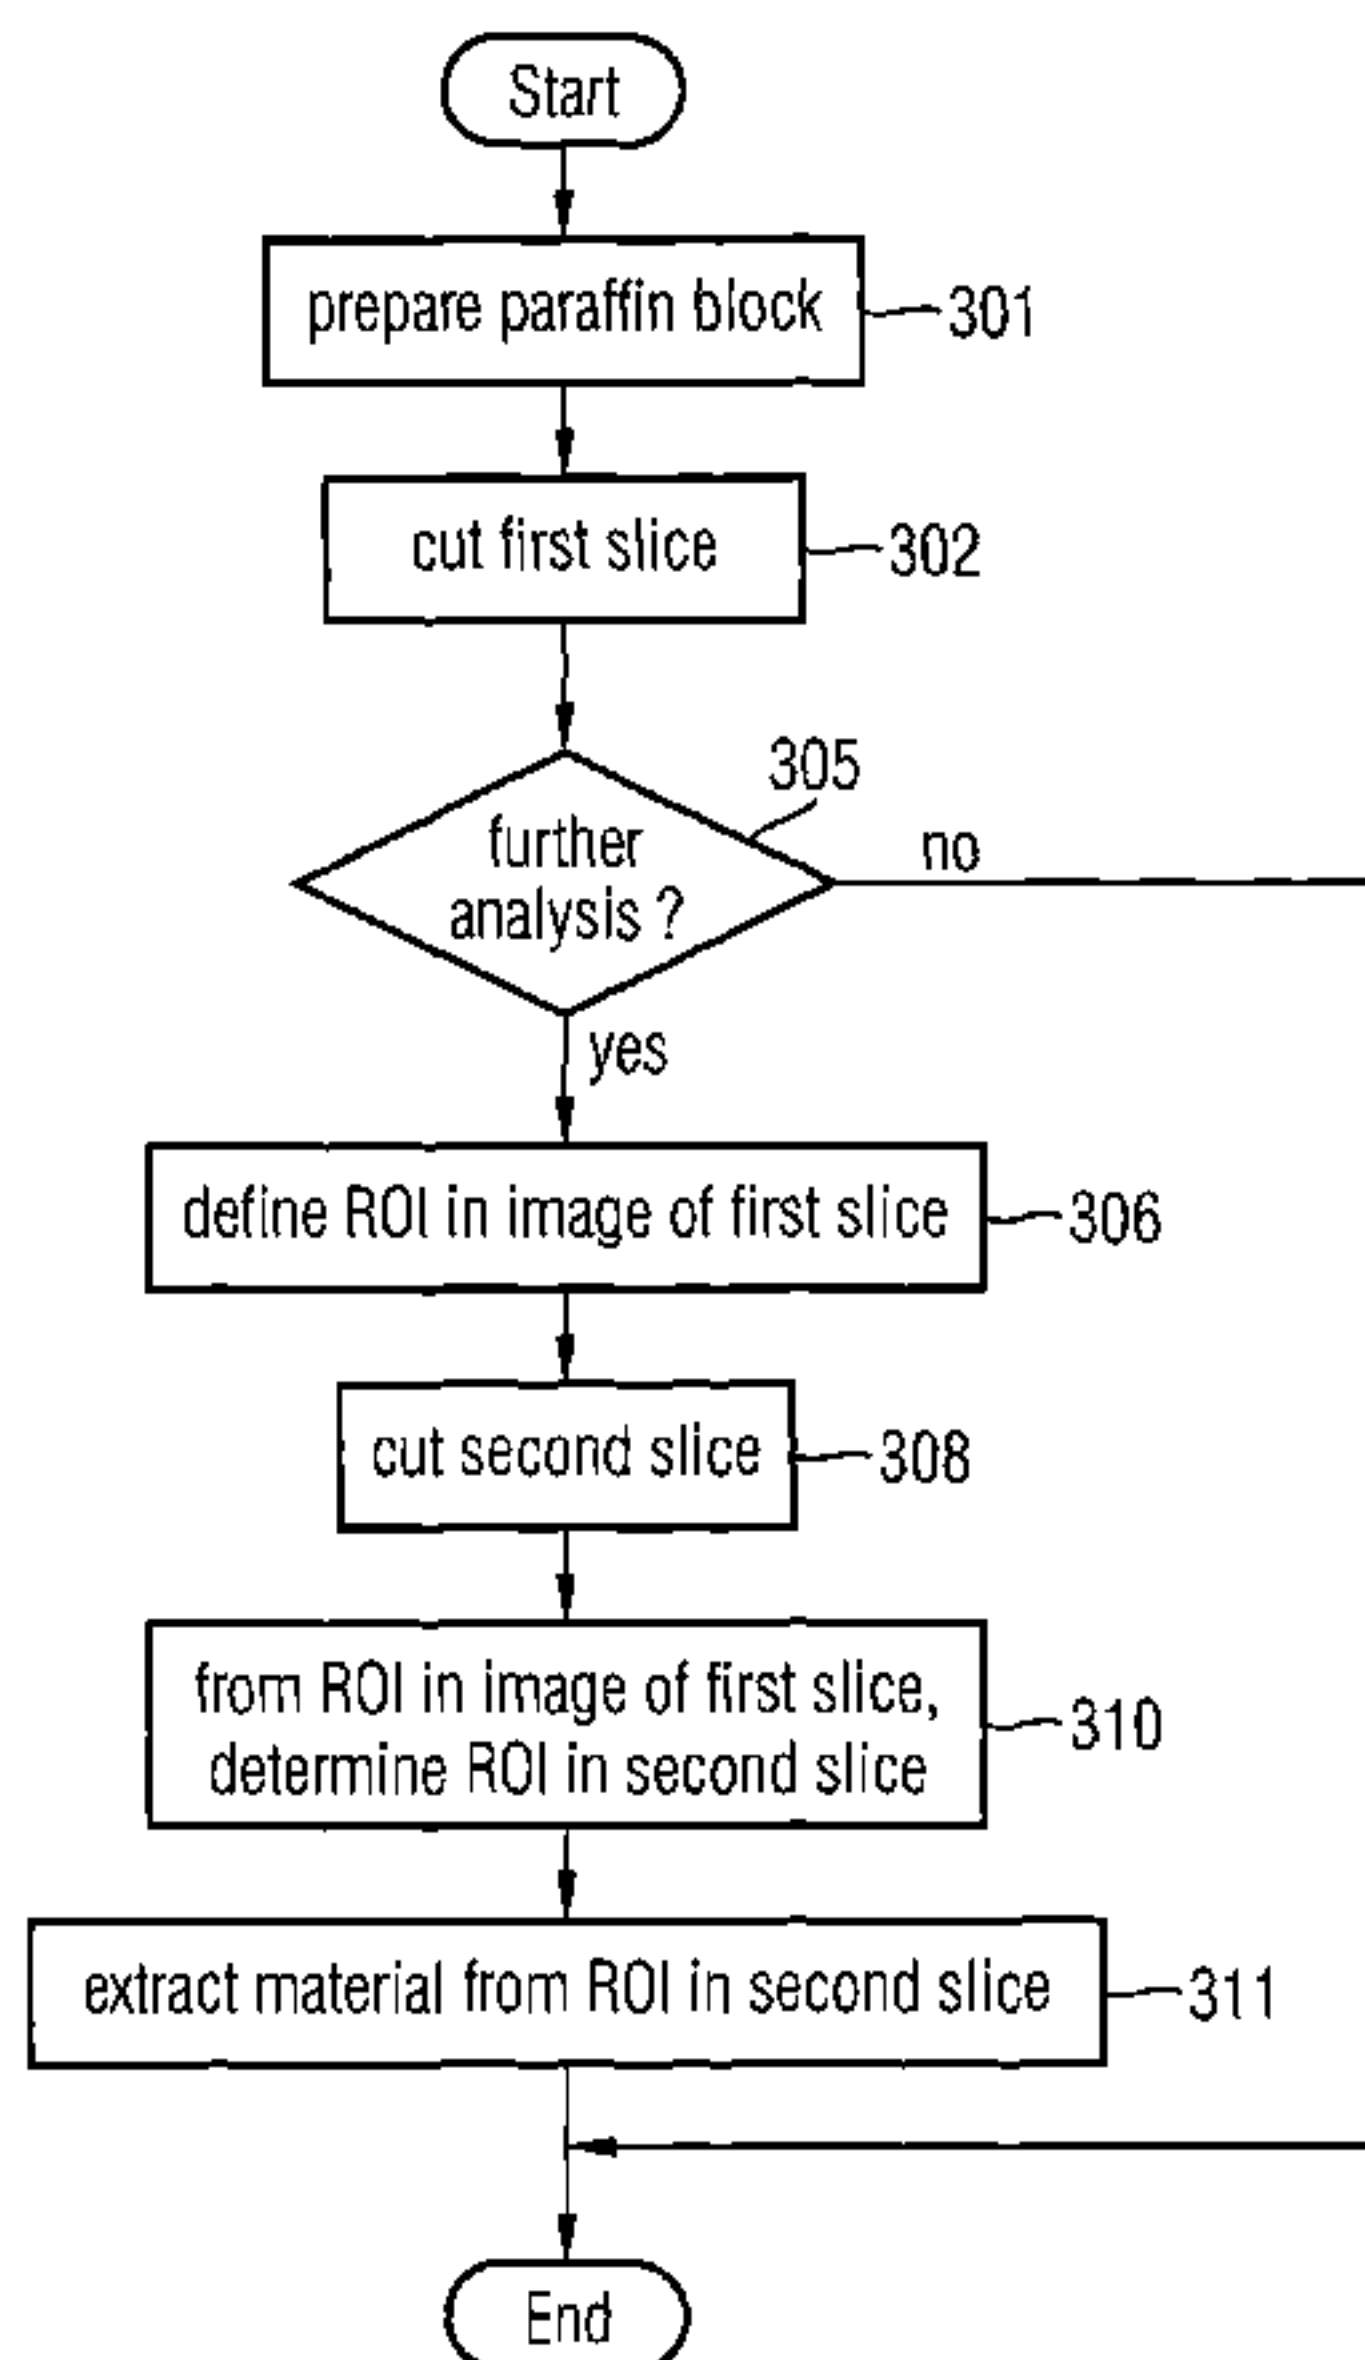 Start
prepare paraffin block
301
cut first slice
302
305
further
analysis ?
no
yes
define ROI in image of first slice
306
cut second slice
308
from ROI in image of first slice,
determine ROI in second slice
310
extract material from ROI in second slice
311
End